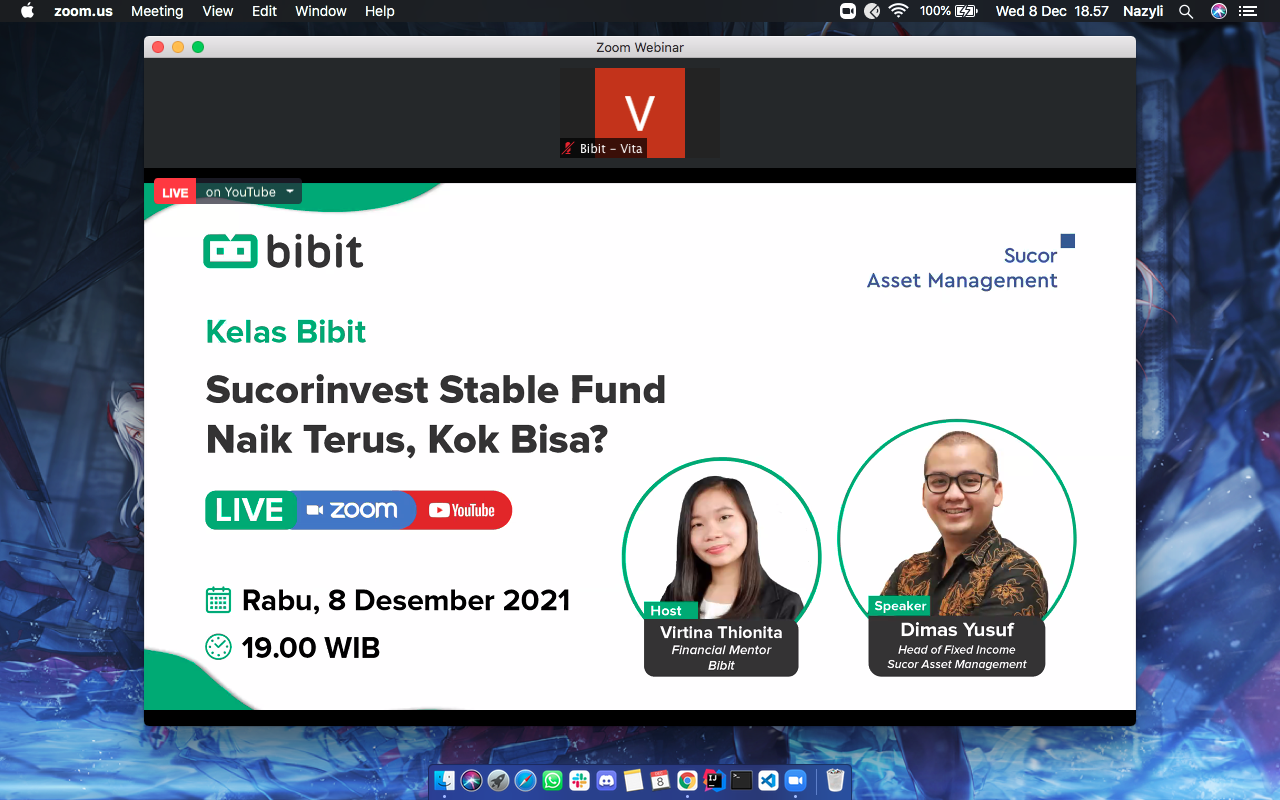 zoom.us Meeting View Edit Window Help 100% Wed 8 Dec 18.57 Nazyli
Zoom Webinar
V
Bibit - Vita
LIVE on YouTube
bibit
Sucor
Asset Management
Kelas Bibit
Sucorinvest Stable Fund
Naik Terus, Kok Bisa?
LIVE zoom YouTube
Rabu, 8 Desember 2021
19.00 WIB
Host
Virtina Thionita
Financial Mentor
Bibit
Speaker
Dimas Yusuf
Head of Fixed Income
Sucor Asset Management
8
IJ